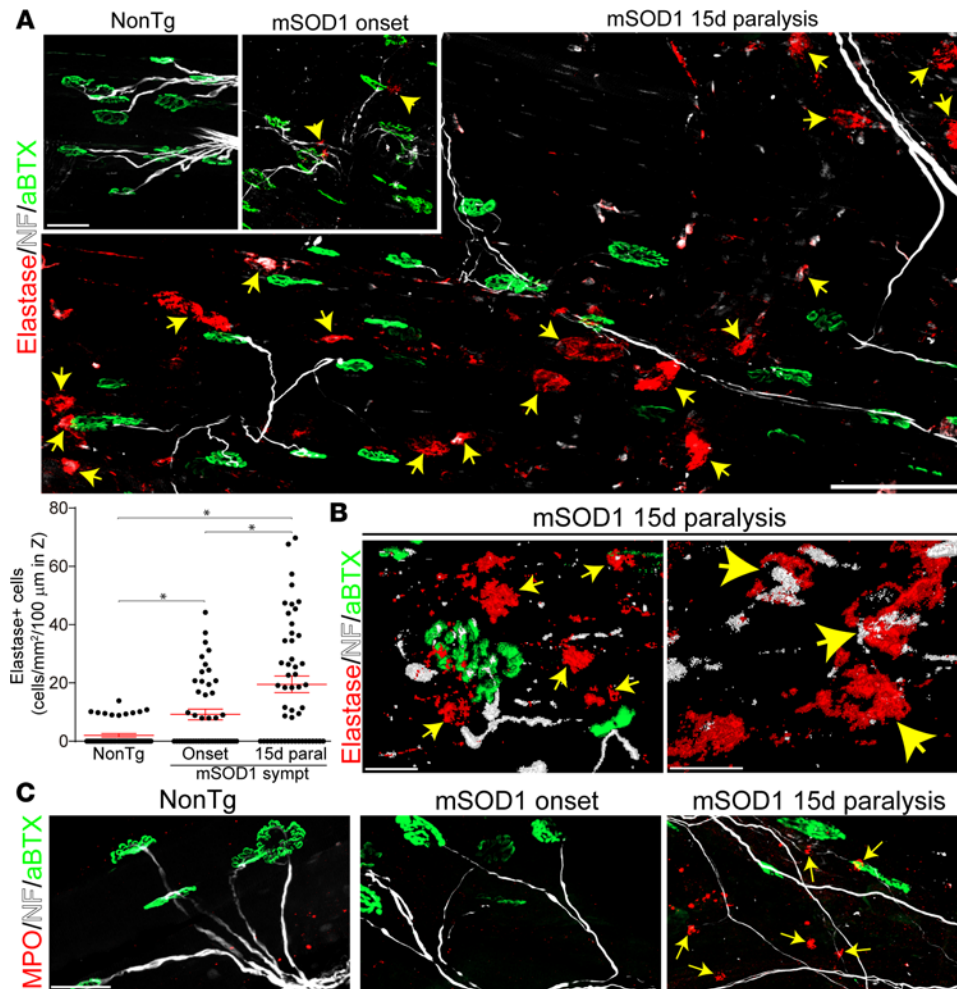 A
NonTg
mSOD1 onset
mSOD1 15d paralysis
Elastase/NF/aBTX
80
60
40
20
0
Elastase+ cells
(cells/mm²/100 µm in Z)
*
*
*
NonTg
Onset
15d paral
mSOD1 sympt
B
mSOD1 15d paralysis
Elastase/NF/aBTX
C
NonTg
mSOD1 onset
mSOD1 15d paralysis
MPO/NF/aBTX